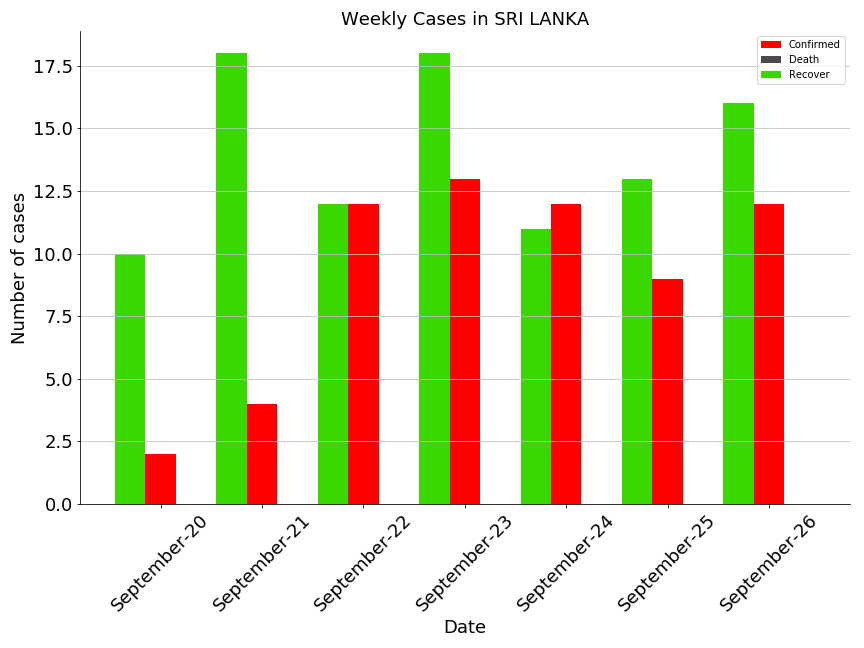 Weekly Cases in SRI LANKA
Confirmed
Death
Recover
Number of cases
17.5
15.0
12.5
10.0
7.5
5.0
2.5
0.0
September-20
September-21
September-22
September-23
September-24
September-25
September-26
Date